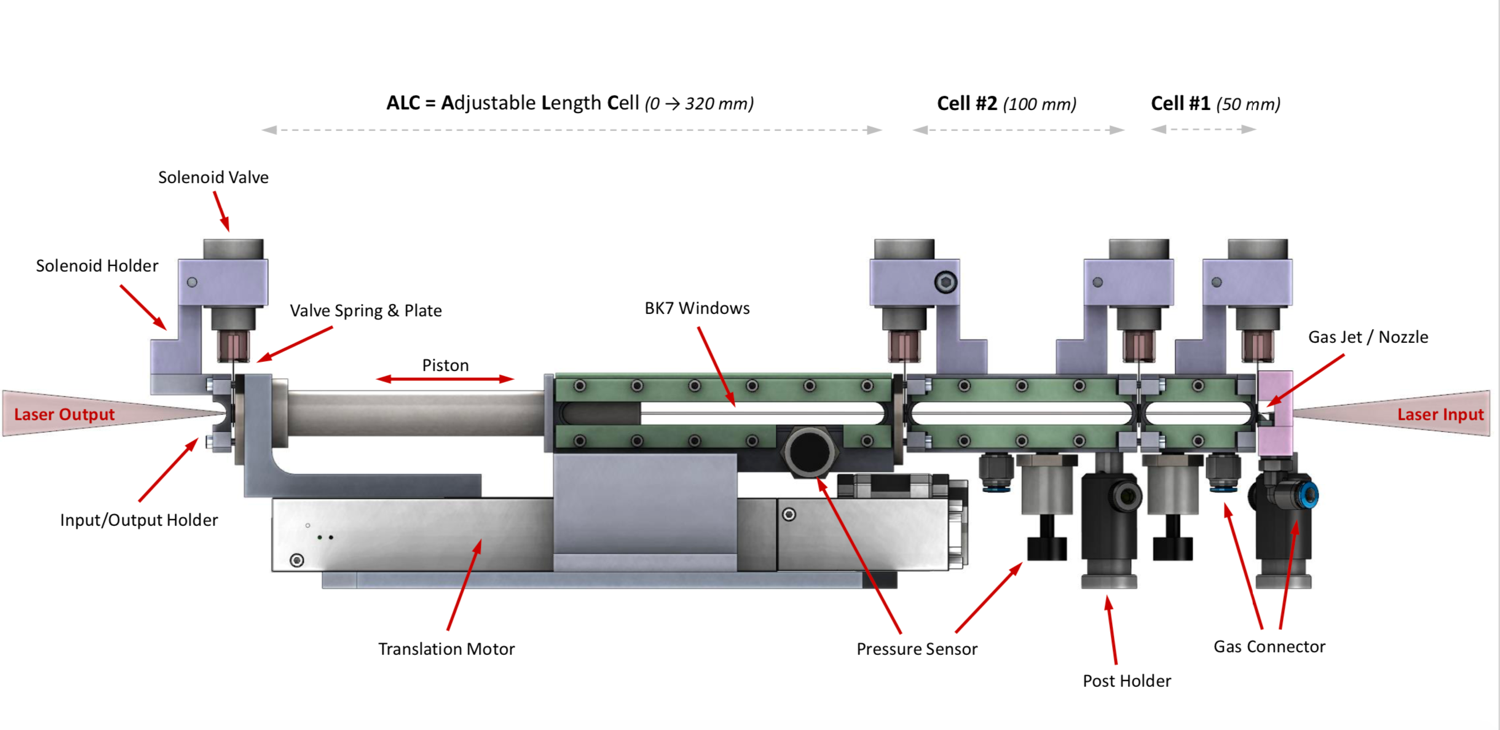 ALC = Adjustable Length Cell (0 → 320 mm)
Cell #2 (100 mm)
Cell #1 (50 mm)
Solenoid Valve
Solenoid Holder
Valve Spring & Plate
BK7 Windows
Gas Jet / Nozzle
Piston
Laser Output
Laser Input
Input/Output Holder
Translation Motor
Pressure Sensor
Gas Connector
Post Holder